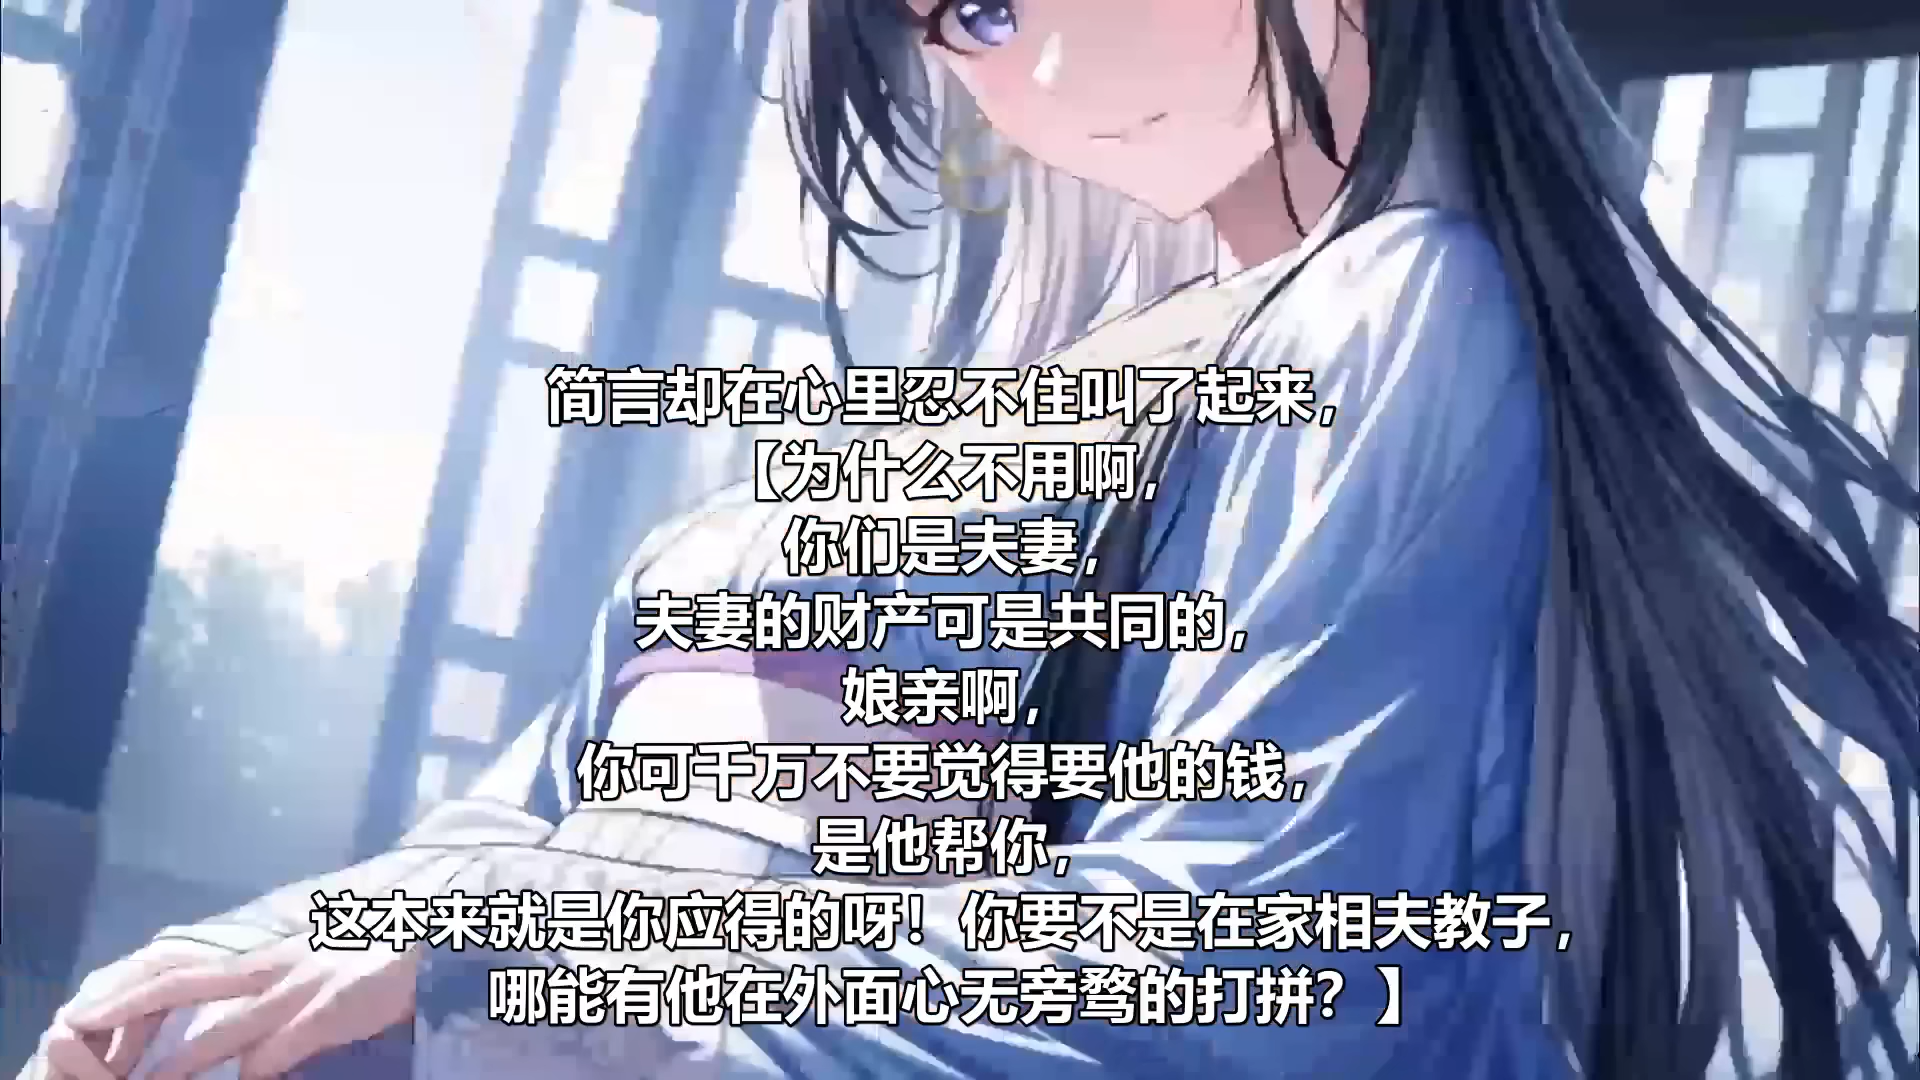 简言却在心里忍不住叫了起来，
【为什么不用啊，
你们是夫妻，
夫妻的财产可是共同的，
娘亲啊，
你可千万不要觉得要他的钱，
是他帮你，
这本来就是你应得的呀！你要不是在家相夫教子，
哪能有他在外面心无旁骛的打拼？】